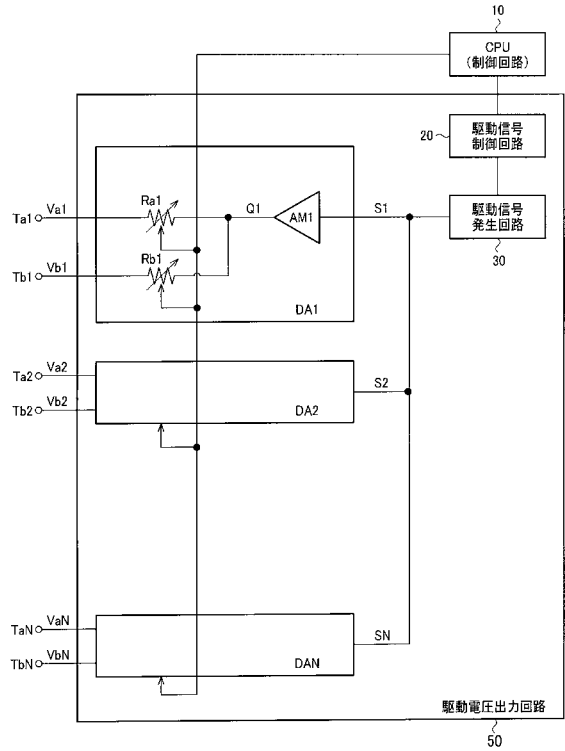 10
CPU
(制御回路)
20
駆動信号
制御回路
Ta1
Va1
Ra1
Q1
AM1
S1
駆動信号
発生回路
30
Tb1
Vb1
Rb1
DA1
Ta2
Va2
Tb2
Vb2
DA2
S2
TaN
VaN
TbN
VbN
DAN
SN
駆動電圧出力回路
50